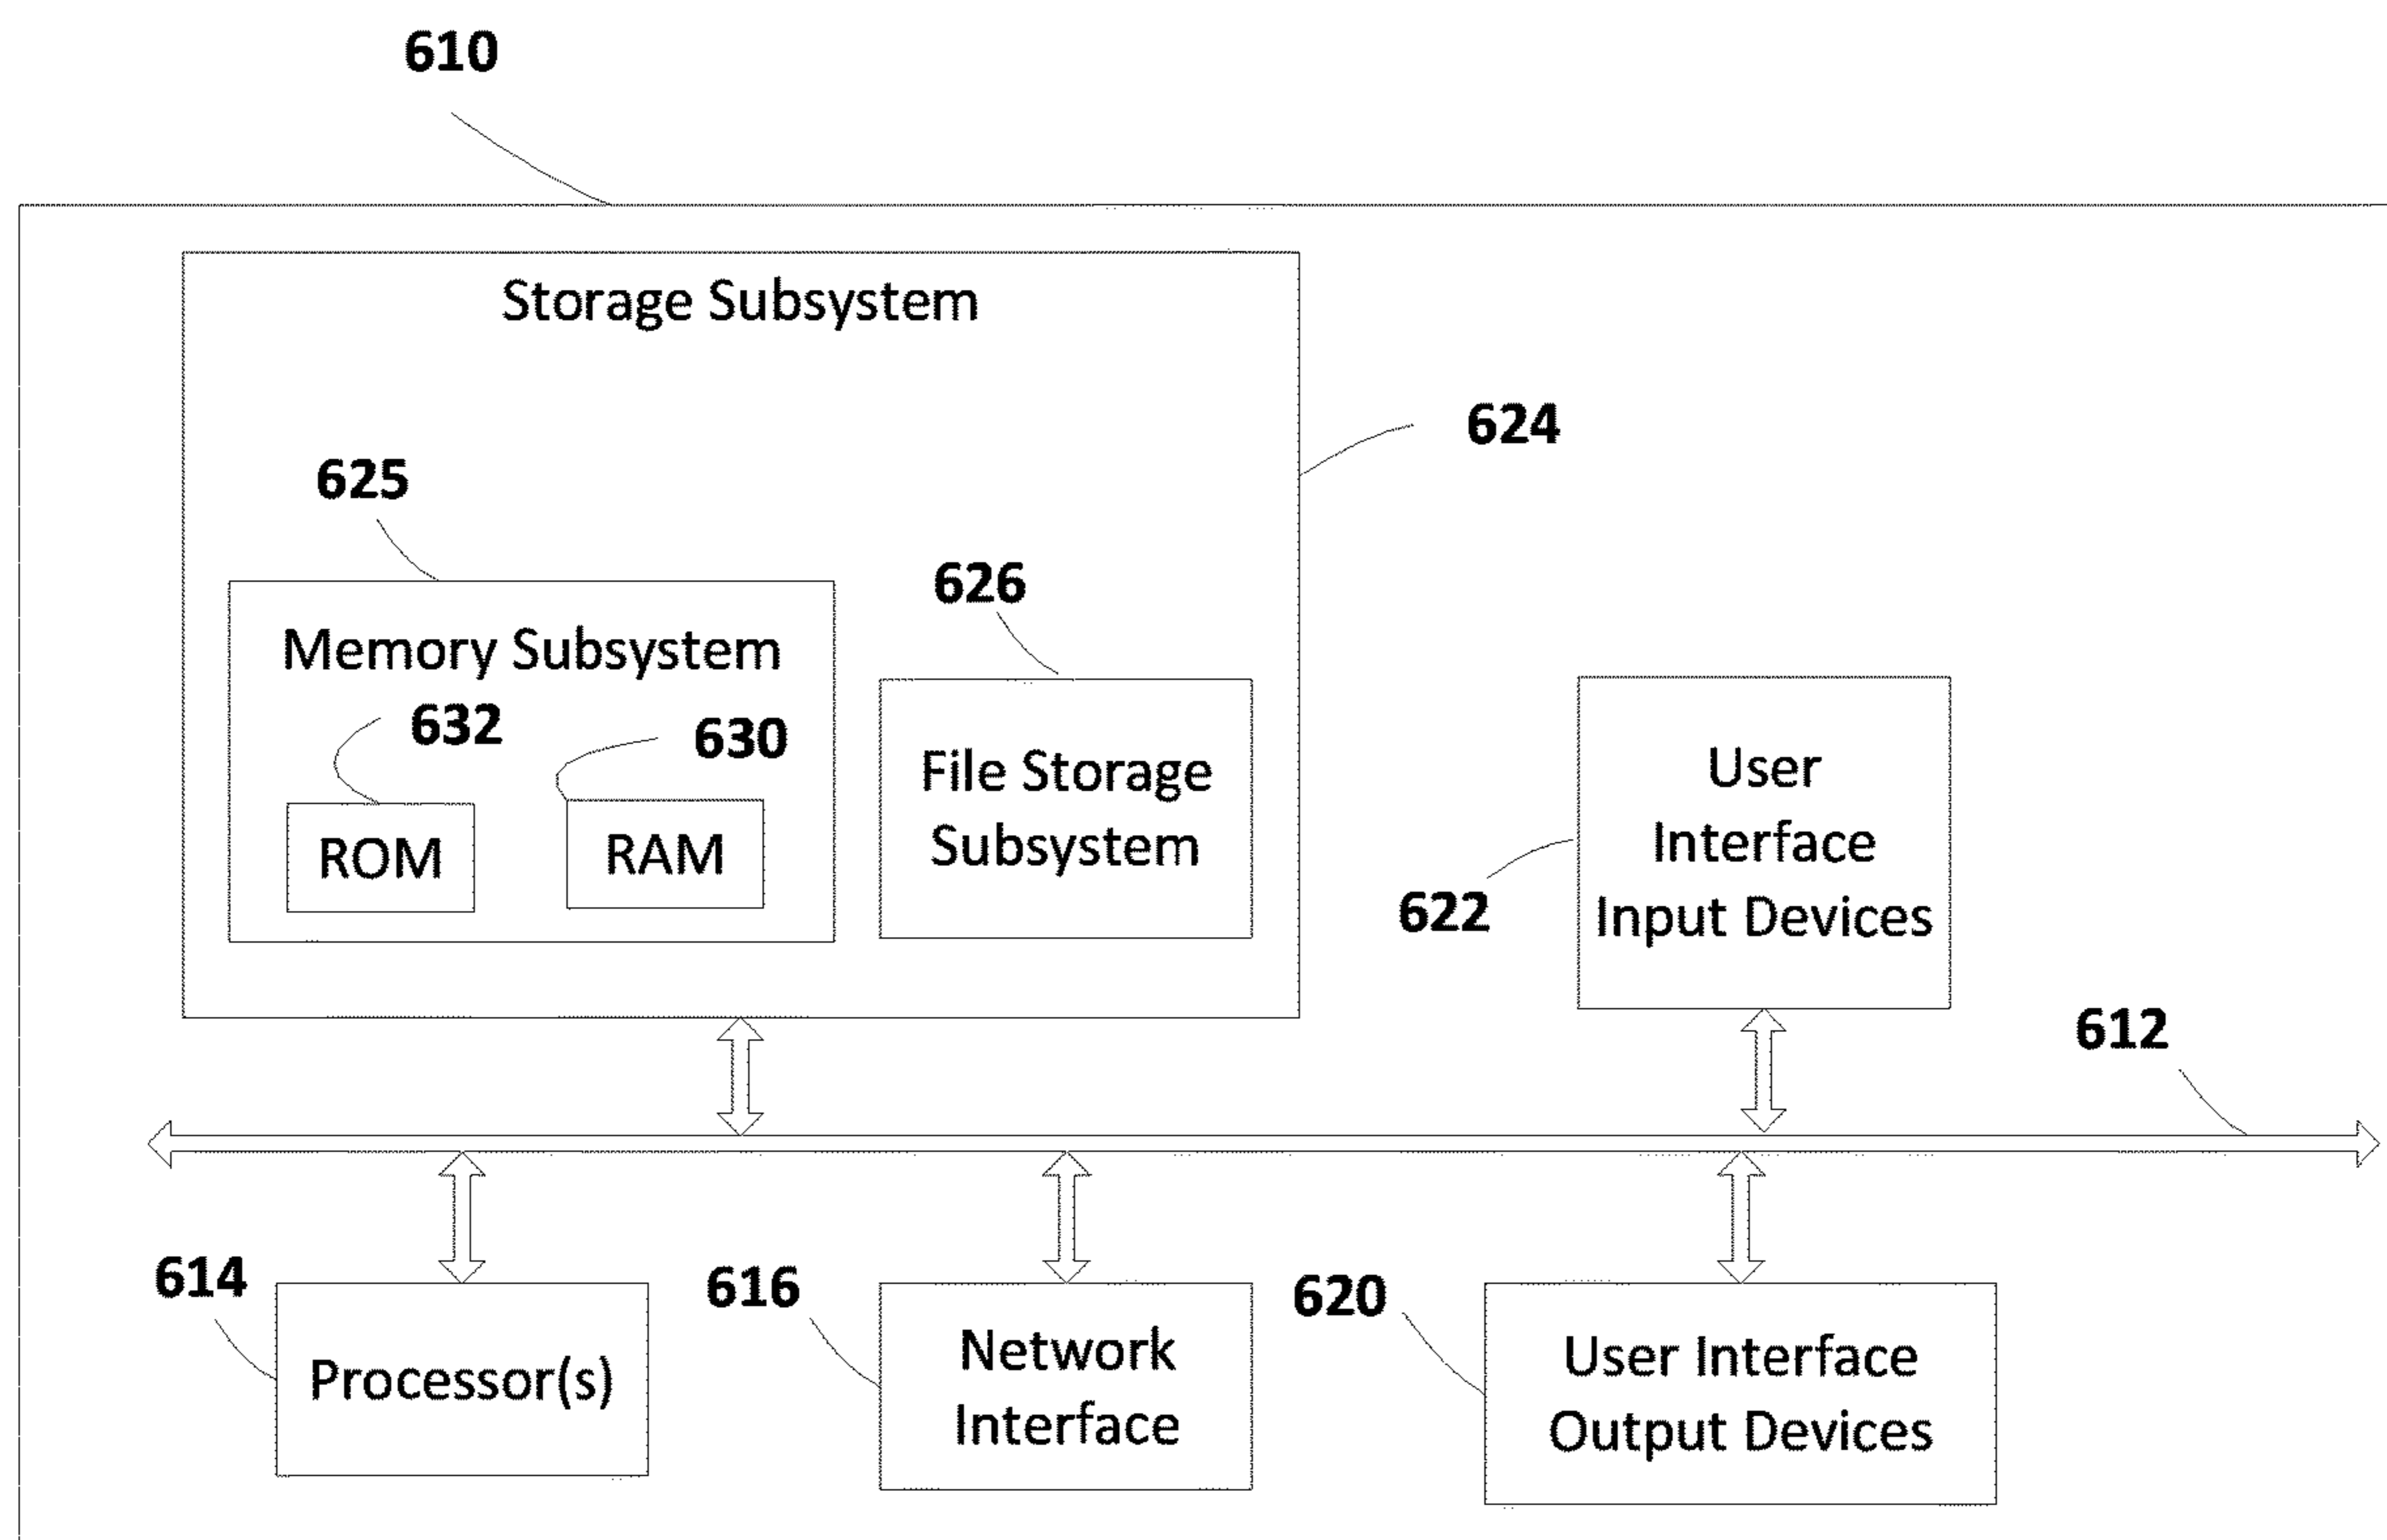 610
Storage Subsystem
624
625
626
Memory Subsystem
632
630
File Storage
Subsystem
ROM
RAM
User
Interface
Input Devices
622
612
614
616
620
Processor(s)
Network
Interface
User Interface
Output Devices